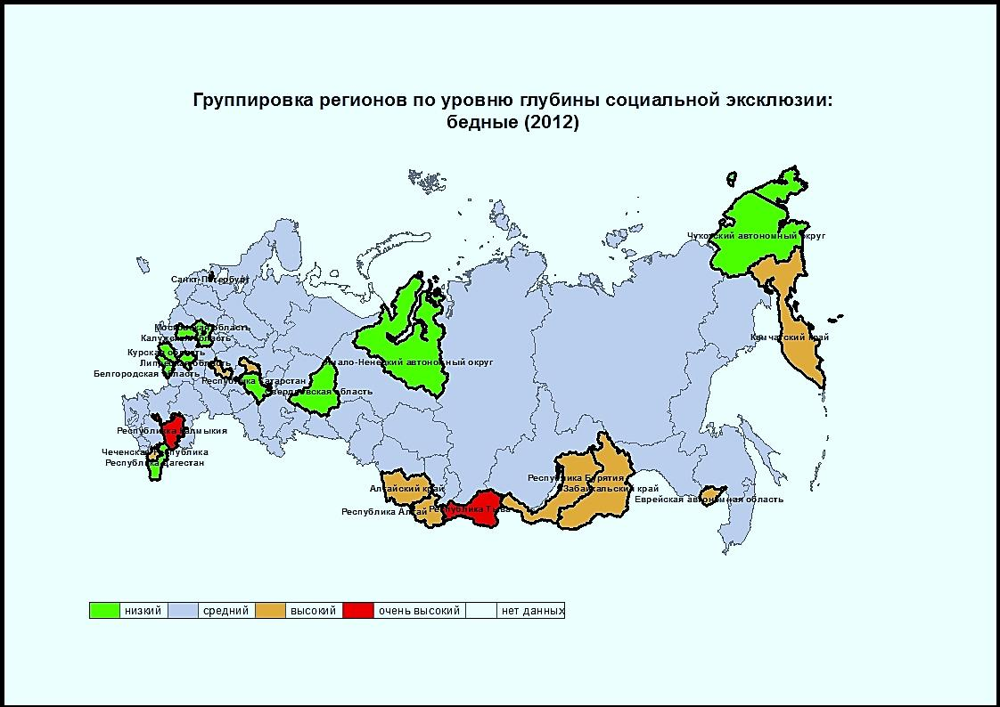 Группировка регионов по уровню глубины социальной эксклюзии:
бедные (2012)
Чукотский автономный округ
Санкт-Петербург
Московская область
Калужская область
Камчатский край
Курская область
Ямало-Ненецкий автономный округ
Липецкая область
Белгородская область
Республика Татарстан
Свердловская область
Республика Калмыкия
Чеченская Республика
Республика Дагестан
Республика Бурятия
Алтайский край
Забайкальский край
Еврейская автономная область
Республика Алтай
Республика Тыва
низкий
средний
высокий
очень высокий
нет данных